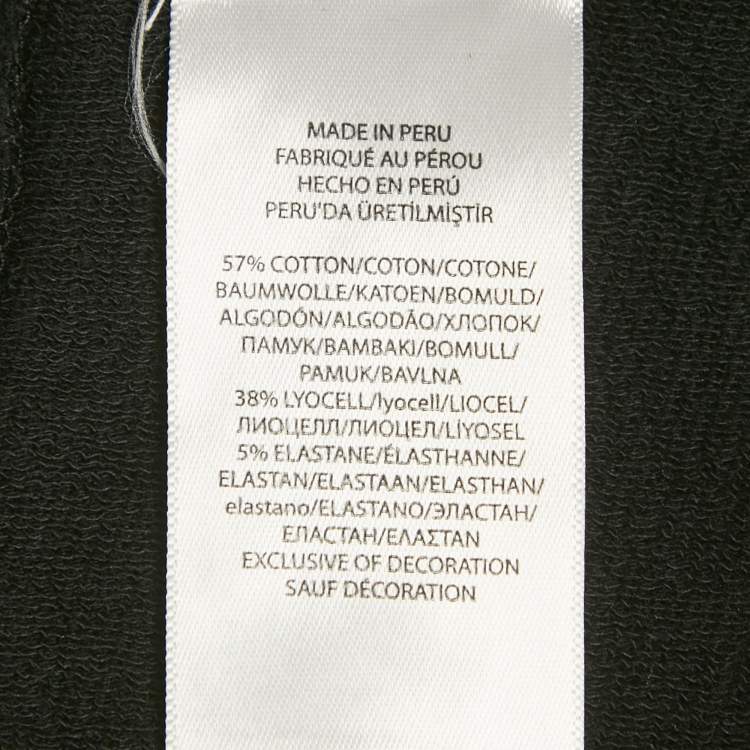 MADE IN PERU
FABRIQUÉ AU PÉROU
HECHO EN PERÚ
PERU'DA ÜRETİLMİŞTİR
57% COTTON/COTON/COTONE/
BAUMWOLLE/KATOEN/BOMULD/
ALGODÓN/ALGODÃO/ХЛОПОК/
ПАМУК/BAMBAKI/BOMULL/
PAMUK/BAVLNA
38% LYOCELL/lyocell/LIOCEL/
ЛИОЦЕЛЛ/ЛИОЦЕЛ/LİYOSEL
5% ELASTANE/ÉLASTHANNE/
ELASTAN/ELASTAAN/ELASTHAN/
elastano/ELASTANO/ЭЛАСТАН/
ЕЛАСТАН/ΕΛΑΣΤΑΝ
EXCLUSIVE OF DECORATION
SAUF DÉCORATION